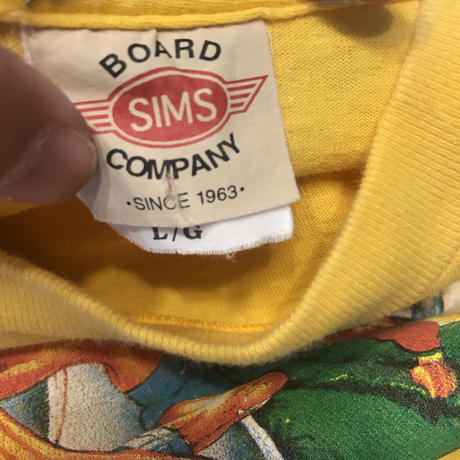 BOARD
SIMS
COMPANY
·SINCE 1963·
L/G